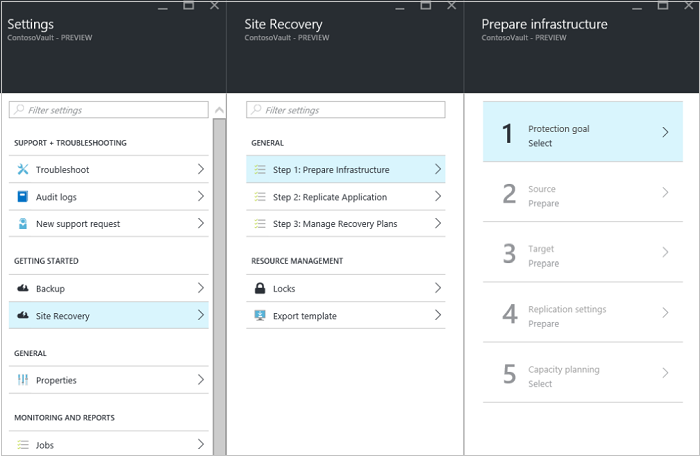 Settings
ContosoVault - PREVIEW
Filter settings
SUPPORT + TROUBLESHOOTING
Troubleshoot
Audit logs
New support request
GETTING STARTED
Backup
Site Recovery
GENERAL
Properties
MONITORING AND REPORTS
Jobs
Site Recovery
ContosoVault - PREVIEW
Filter settings
GENERAL
Step 1: Prepare Infrastructure
Step 2: Replicate Application
Step 3: Manage Recovery Plans
RESOURCE MANAGEMENT
Locks
Export template
Prepare infrastructure
ContosoVault - PREVIEW
1
Protection goal
Select
2
Source
Prepare
3
Target
Prepare
4
Replication settings
Prepare
5
Capacity planning
Select